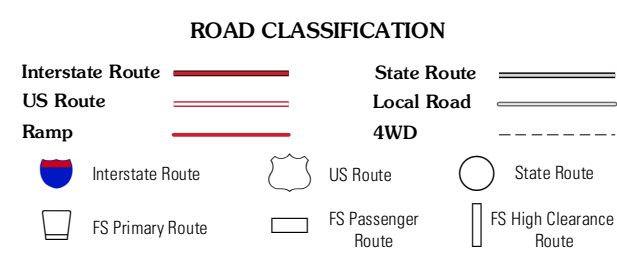 ROAD CLASSIFICATION
Interstate Route
State Route
US Route
Local Road
Ramp
4WD
Interstate Route
US Route
State Route
FS Primary Route
FS Passenger
Route
FS High Clearance
Route